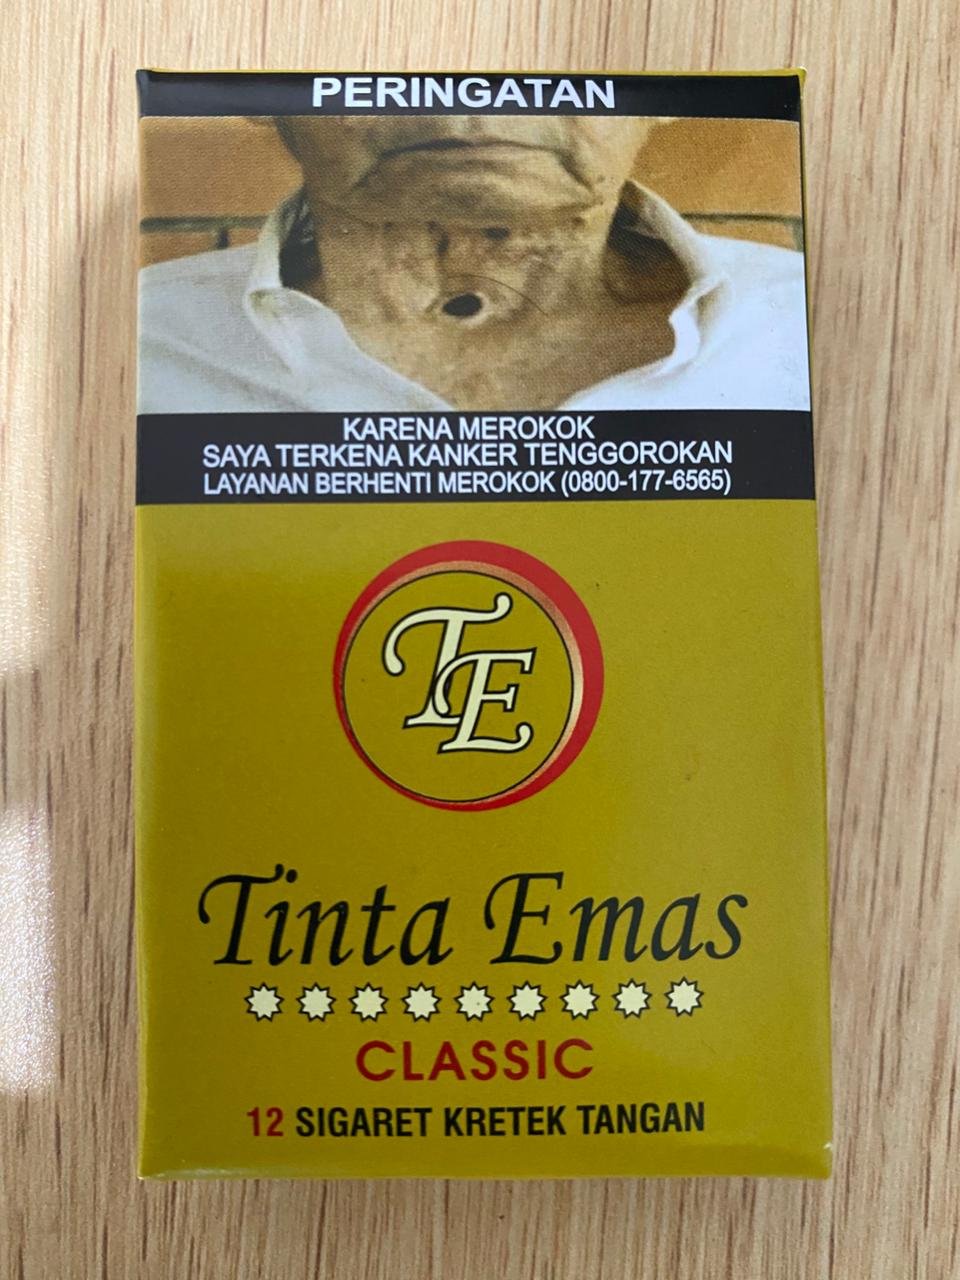 PERINGATAN
KARENA MEROKOK
SAYA TERKENA KANKER TENGGOROKAN
LAYANAN BERHENTI MEROKOK (0800-177-6565)
TE
Tinta Emas
CLASSIC
12 SIGARET KRETEK TANGAN